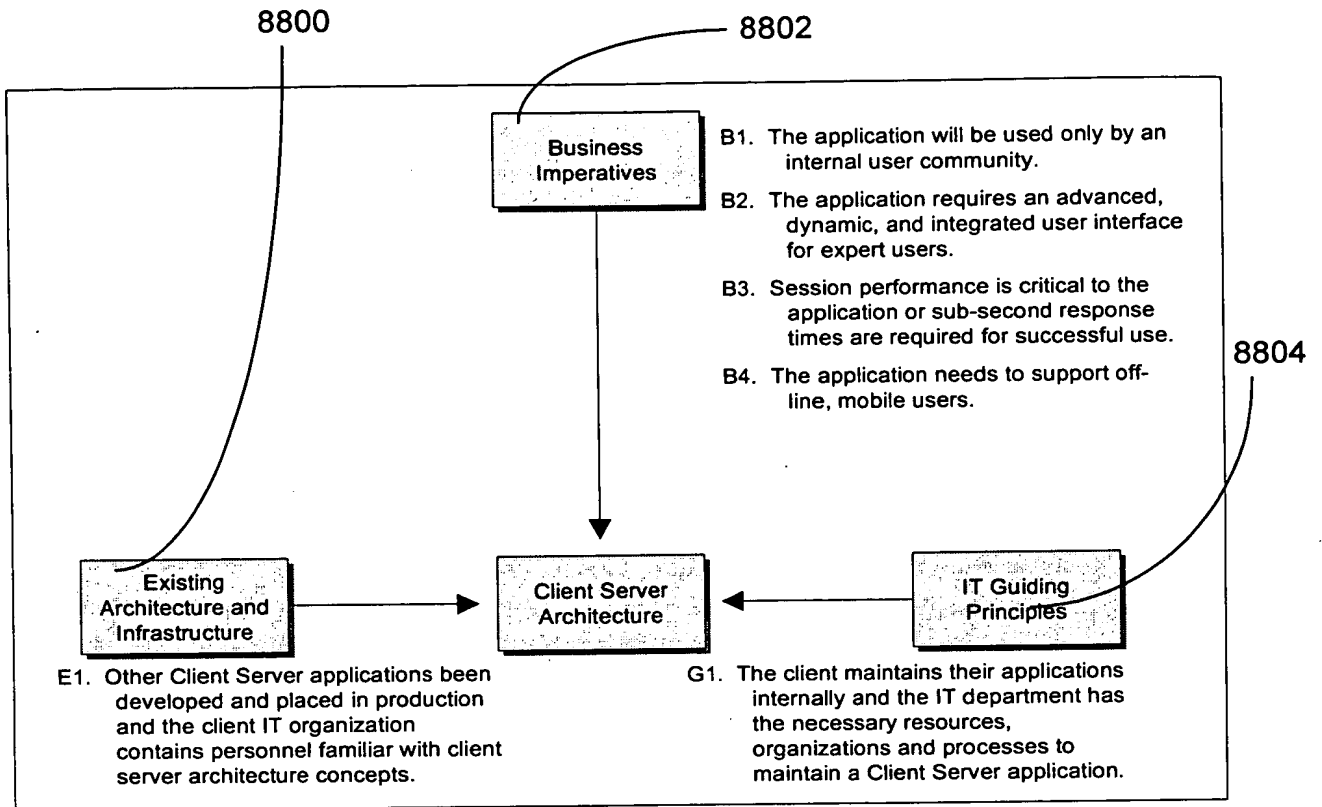 8800
8802
Business
Imperatives
B1. The application will be used only by an
internal user community.
B2. The application requires an advanced,
dynamic, and integrated user interface
for expert users.
B3. Session performance is critical to the
application or sub-second response
times are required for successful use.
B4. The application needs to support off-
line, mobile users.
8804
Existing
Architecture and
Infrastructure
Client Server
Architecture
IT Guiding
Principles
E1. Other Client Server applications been
developed and placed in production
and the client IT organization
contains personnel familiar with client
server architecture concepts.
G1. The client maintains their applications
internally and the IT department has
the necessary resources,
organizations and processes to
maintain a Client Server application.